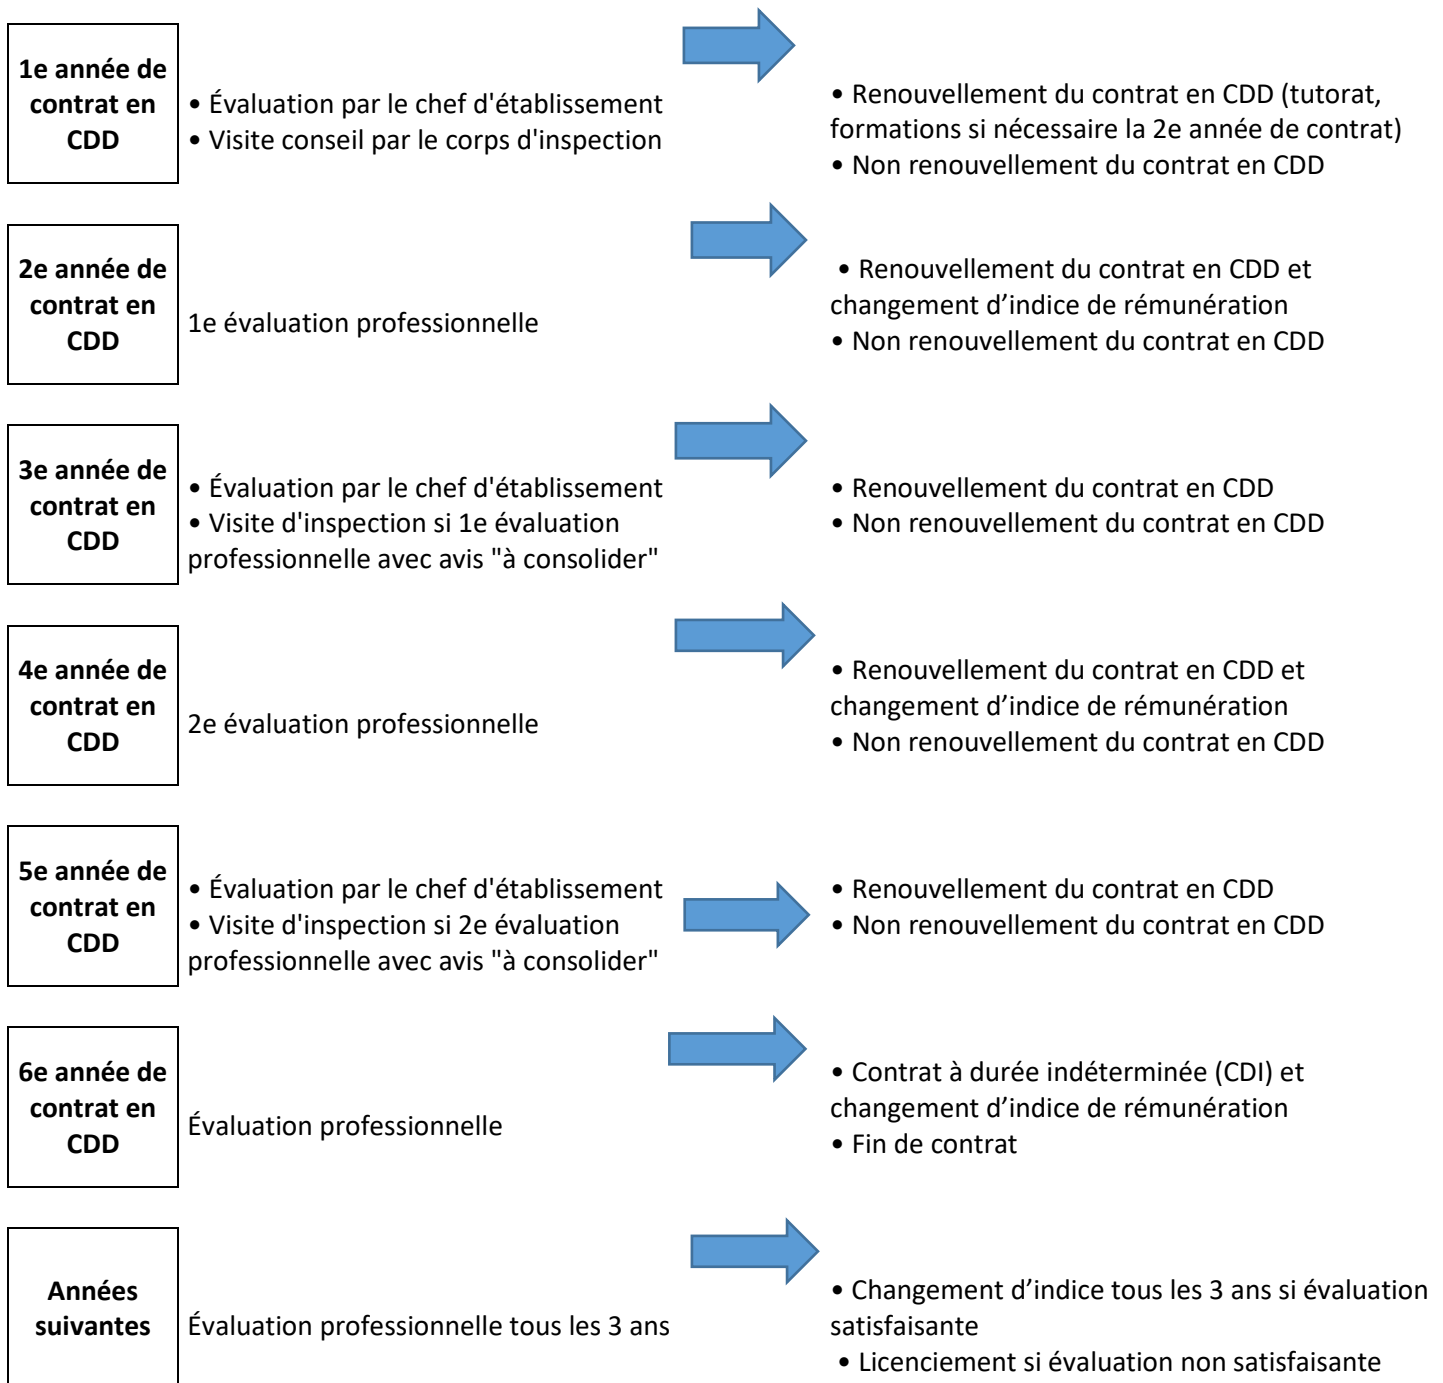 1e année de
contrat en
CDD
• Évaluation par le chef d'établissement
• Visite conseil par le corps d'inspection
• Renouvellement du contrat en CDD (tutorat,
formations si nécessaire la 2e année de contrat)
• Non renouvellement du contrat en CDD
2e année de
contrat en
CDD
1e évaluation professionnelle
• Renouvellement du contrat en CDD et
changement d’indice de rémunération
• Non renouvellement du contrat en CDD
3e année de
contrat en
CDD
• Évaluation par le chef d'établissement
• Visite d'inspection si 1e évaluation
professionnelle avec avis "à consolider"
• Renouvellement du contrat en CDD
• Non renouvellement du contrat en CDD
4e année de
contrat en
CDD
2e évaluation professionnelle
• Renouvellement du contrat en CDD et
changement d’indice de rémunération
• Non renouvellement du contrat en CDD
5e année de
contrat en
CDD
• Évaluation par le chef d'établissement
• Visite d'inspection si 2e évaluation
professionnelle avec avis "à consolider"
• Renouvellement du contrat en CDD
• Non renouvellement du contrat en CDD
6e année de
contrat en
CDD
Évaluation professionnelle
• Contrat à durée indéterminée (CDI) et
changement d’indice de rémunération
• Fin de contrat
Années
suivantes
Évaluation professionnelle tous les 3 ans
• Changement d’indice tous les 3 ans si évaluation
satisfaisante
• Licenciement si évaluation non satisfaisante